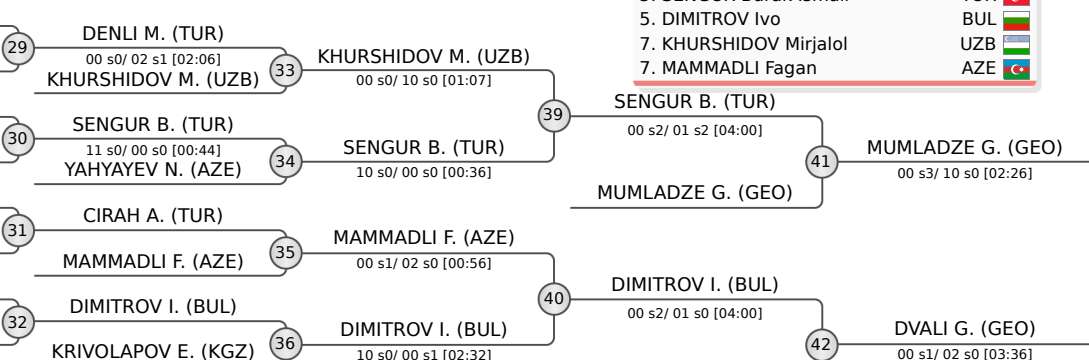 5. DIMITROV Ivo BUL
7. KHURSHIDOV Mirjalol UZB
7. MAMMADLI Fagan AZE
29
DENLI M. (TUR)
00 s0/ 02 s1 [02:06]
KHURSHIDOV M. (UZB)
33
KHURSHIDOV M. (UZB)
00 s0/ 10 s0 [01:07]
30
SENGUR B. (TUR)
11 s0/ 00 s0 [00:44]
YAHYAYEV N. (AZE)
34
SENGUR B. (TUR)
10 s0/ 00 s0 [00:36]
39
SENGUR B. (TUR)
00 s2/ 01 s2 [04:00]
MUMLADZE G. (GEO)
41
MUMLADZE G. (GEO)
00 s3/ 10 s0 [02:26]
31
CIRAH A. (TUR)
MAMMADLI F. (AZE)
35
MAMMADLI F. (AZE)
00 s1/ 02 s0 [00:56]
32
DIMITROV I. (BUL)
KRIVOLAPOV E. (KGZ)
36
DIMITROV I. (BUL)
10 s0/ 00 s1 [02:32]
40
DIMITROV I. (BUL)
00 s2/ 01 s0 [04:00]
42
DVALI G. (GEO)
00 s1/ 02 s0 [03:36]